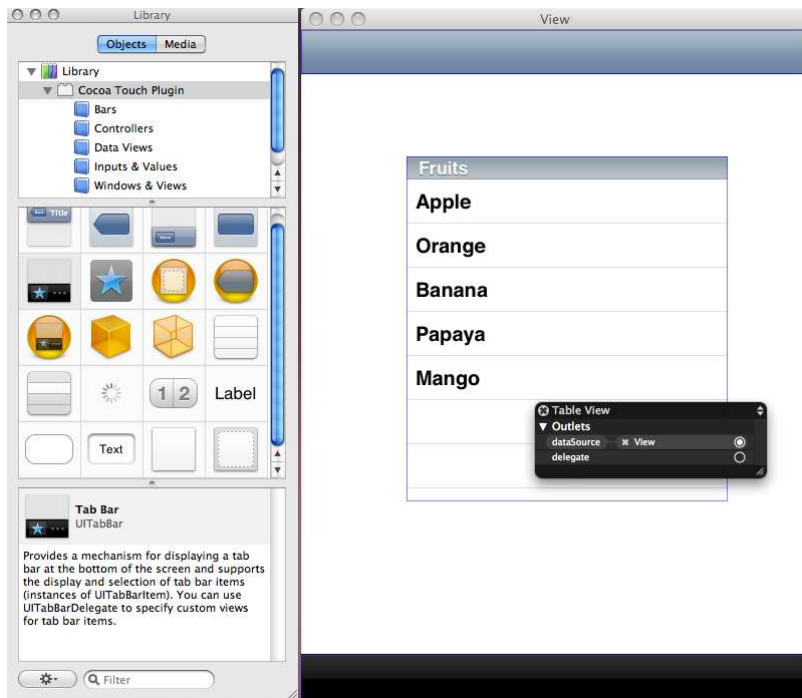 Library
Objects
Media
Library
Cocoa Touch Plugin
Bars
Controllers
Data Views
Inputs & Values
Windows & Views
Title
1 2
Label
Text
Tab Bar
UITabBar
Provides a mechanism for displaying a tab
bar at the bottom of the screen and supports
the display and selection of tab bar items
(instances of UITabBarItem). You can use
UITabBarDelegate to specify custom views
for tab bar items.
Filter
View
Fruits
Apple
Orange
Banana
Papaya
Mango
Table View
Outlets
dataSource
View
delegate